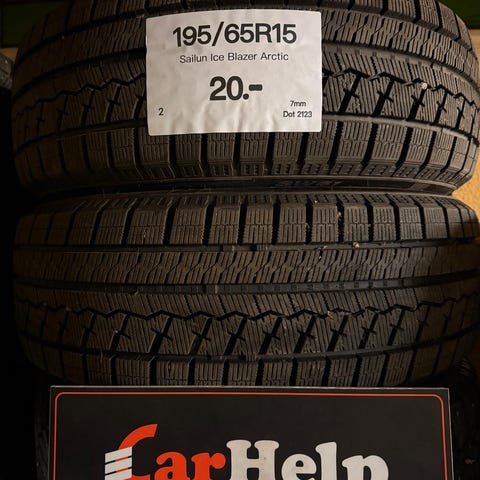 195/65R15
Sailun Ice Blazer Arctic
20.-
2
7mm
Dot 2123
CarHelp